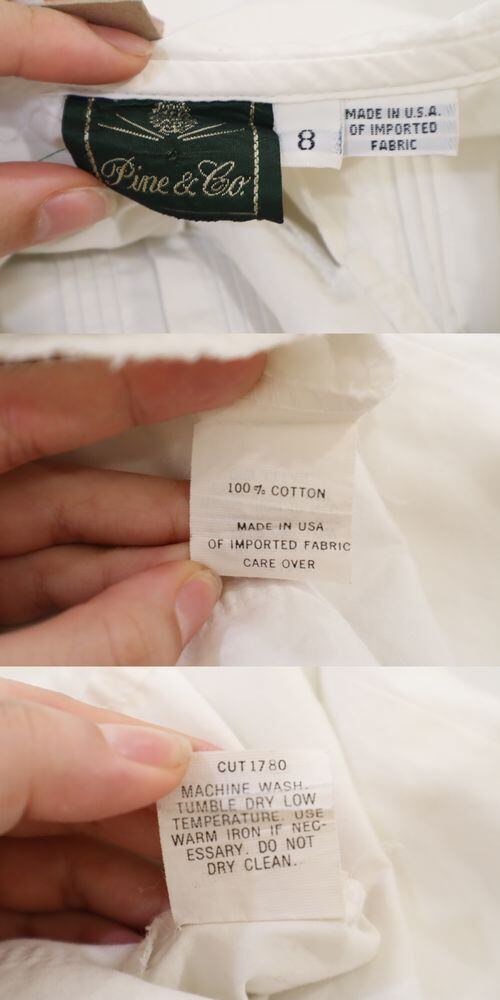 Pine & Co.
8
MADE IN U.S.A.
OF IMPORTED
FABRIC
100% COTTON
MADE IN USA
OF IMPORTED FABRIC
CARE OVER
CUT 1780
MACHINE WASH.
TUMBLE DRY LOW
TEMPERATURE. USE
WARM IRON IF NEC-
ESSARY. DO NOT
DRY CLEAN.